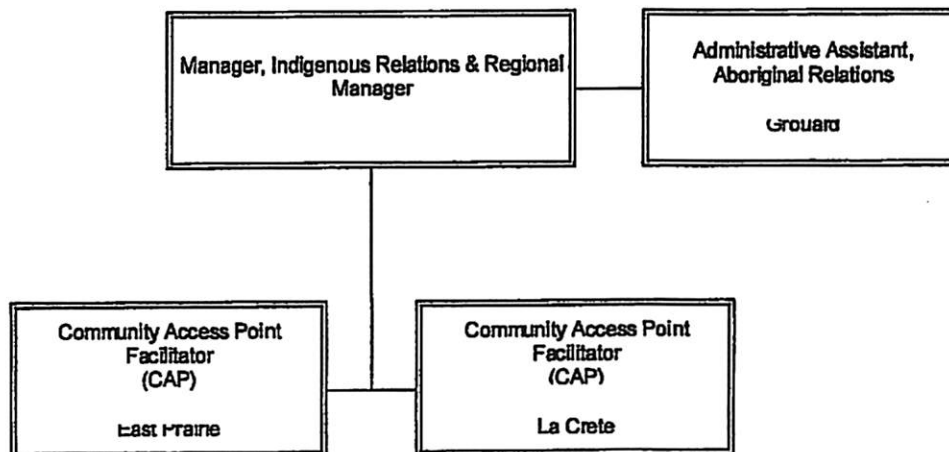 Manager, Indigenous Relations & Regional
Manager
Administrative Assistant,
Aboriginal Relations
Grouard
Community Access Point
Facilitator
(CAP)
East Prairie
Community Access Point
Facilitator
(CAP)
La Crete